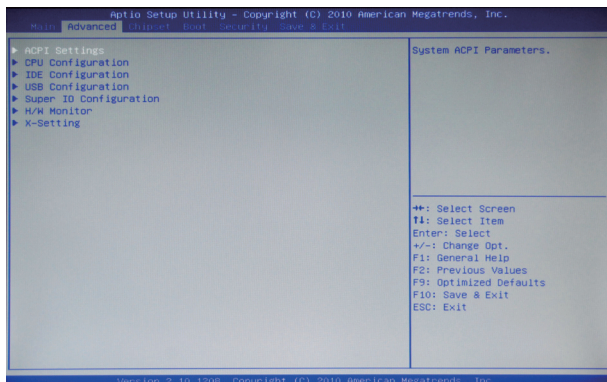 Aptio Setup Utility – Copyright (C) 2010 American Megatrends, Inc.
Main Advanced Chipset Boot Security Save & Exit
ACPI Settings
CPU Configuration
IDE Configuration
USB Configuration
Super IO Configuration
H/W Monitor
X-Setting
System ACPI Parameters.
↔: Select Screen
↑↓: Select Item
Enter: Select
+/-: Change Opt.
F1: General Help
F2: Previous Values
F9: Optimized Defaults
F10: Save & Exit
ESC: Exit
Version 2.10.1208. Copyright (C) 2010 American Megatrends, Inc.